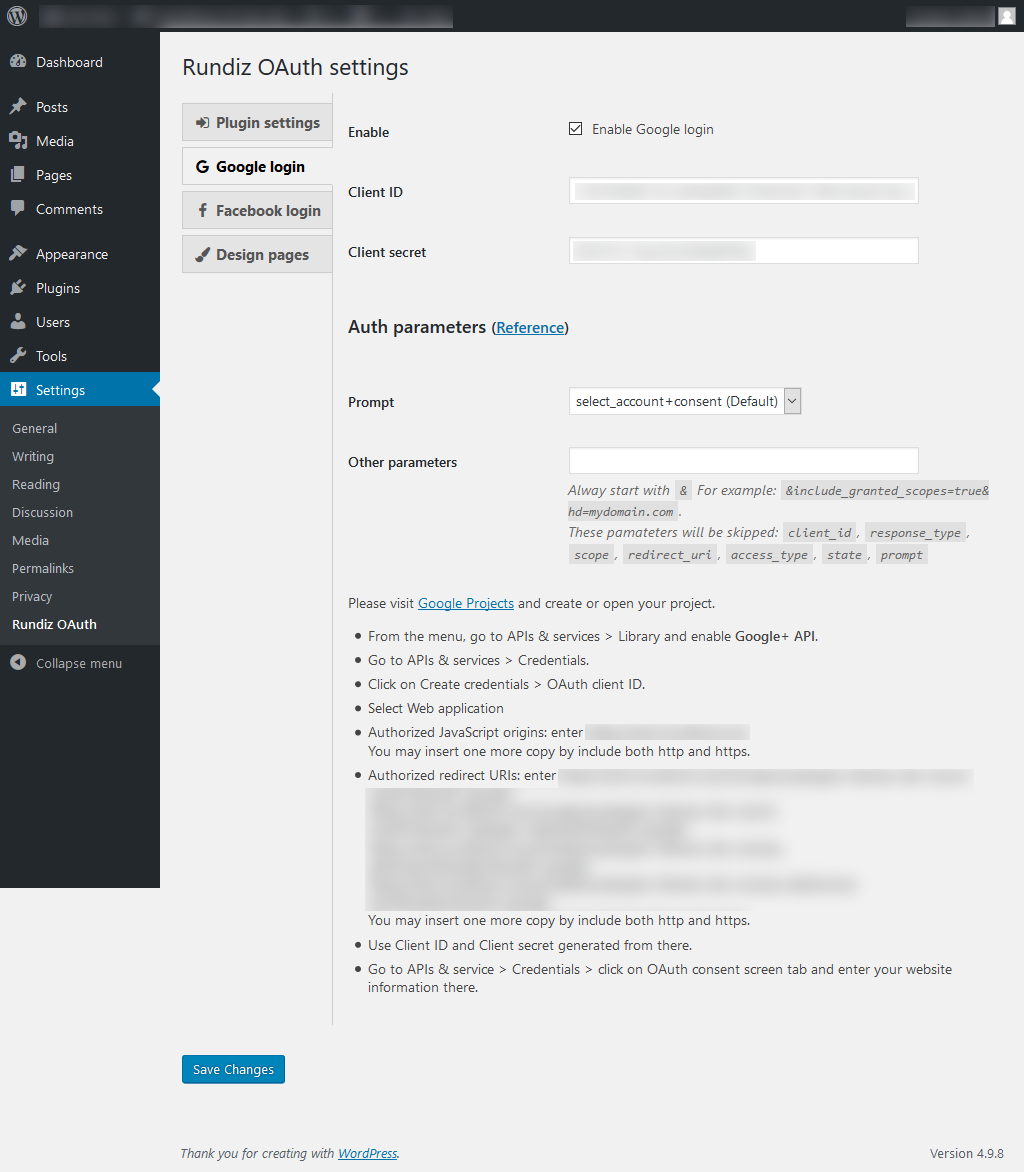 Dashboard
Posts
Media
Pages
Comments
Appearance
Plugins
Users
Tools
Settings
General
Writing
Reading
Discussion
Media
Permalinks
Privacy
Rundiz OAuth
Collapse menu
Rundiz OAuth settings
Plugin settings
Google login
Facebook login
Design pages
Enable
Enable Google login
Client ID
Client secret
Auth parameters (Reference)
Prompt
select_account+consent (Default)
Other parameters
Alway start with & For example: &include_granted_scopes=true&
hd=mydomain.com.
These pamateters will be skipped: client_id, response_type,
scope, redirect_uri, access_type, state, prompt
Please visit Google Projects and create or open your project.
• From the menu, go to APIs & services > Library and enable Google+ API.
• Go to APIs & services > Credentials.
• Click on Create credentials > OAuth client ID.
• Select Web application
• Authorized JavaScript origins: enter
You may insert one more copy by include both http and https.
• Authorized redirect URIs: enter
You may insert one more copy by include both http and https.
• Use Client ID and Client secret generated from there.
• Go to APIs & service > Credentials > click on OAuth consent screen tab and enter your website
information there.
Save Changes
Thank you for creating with WordPress.
Version 4.9.8